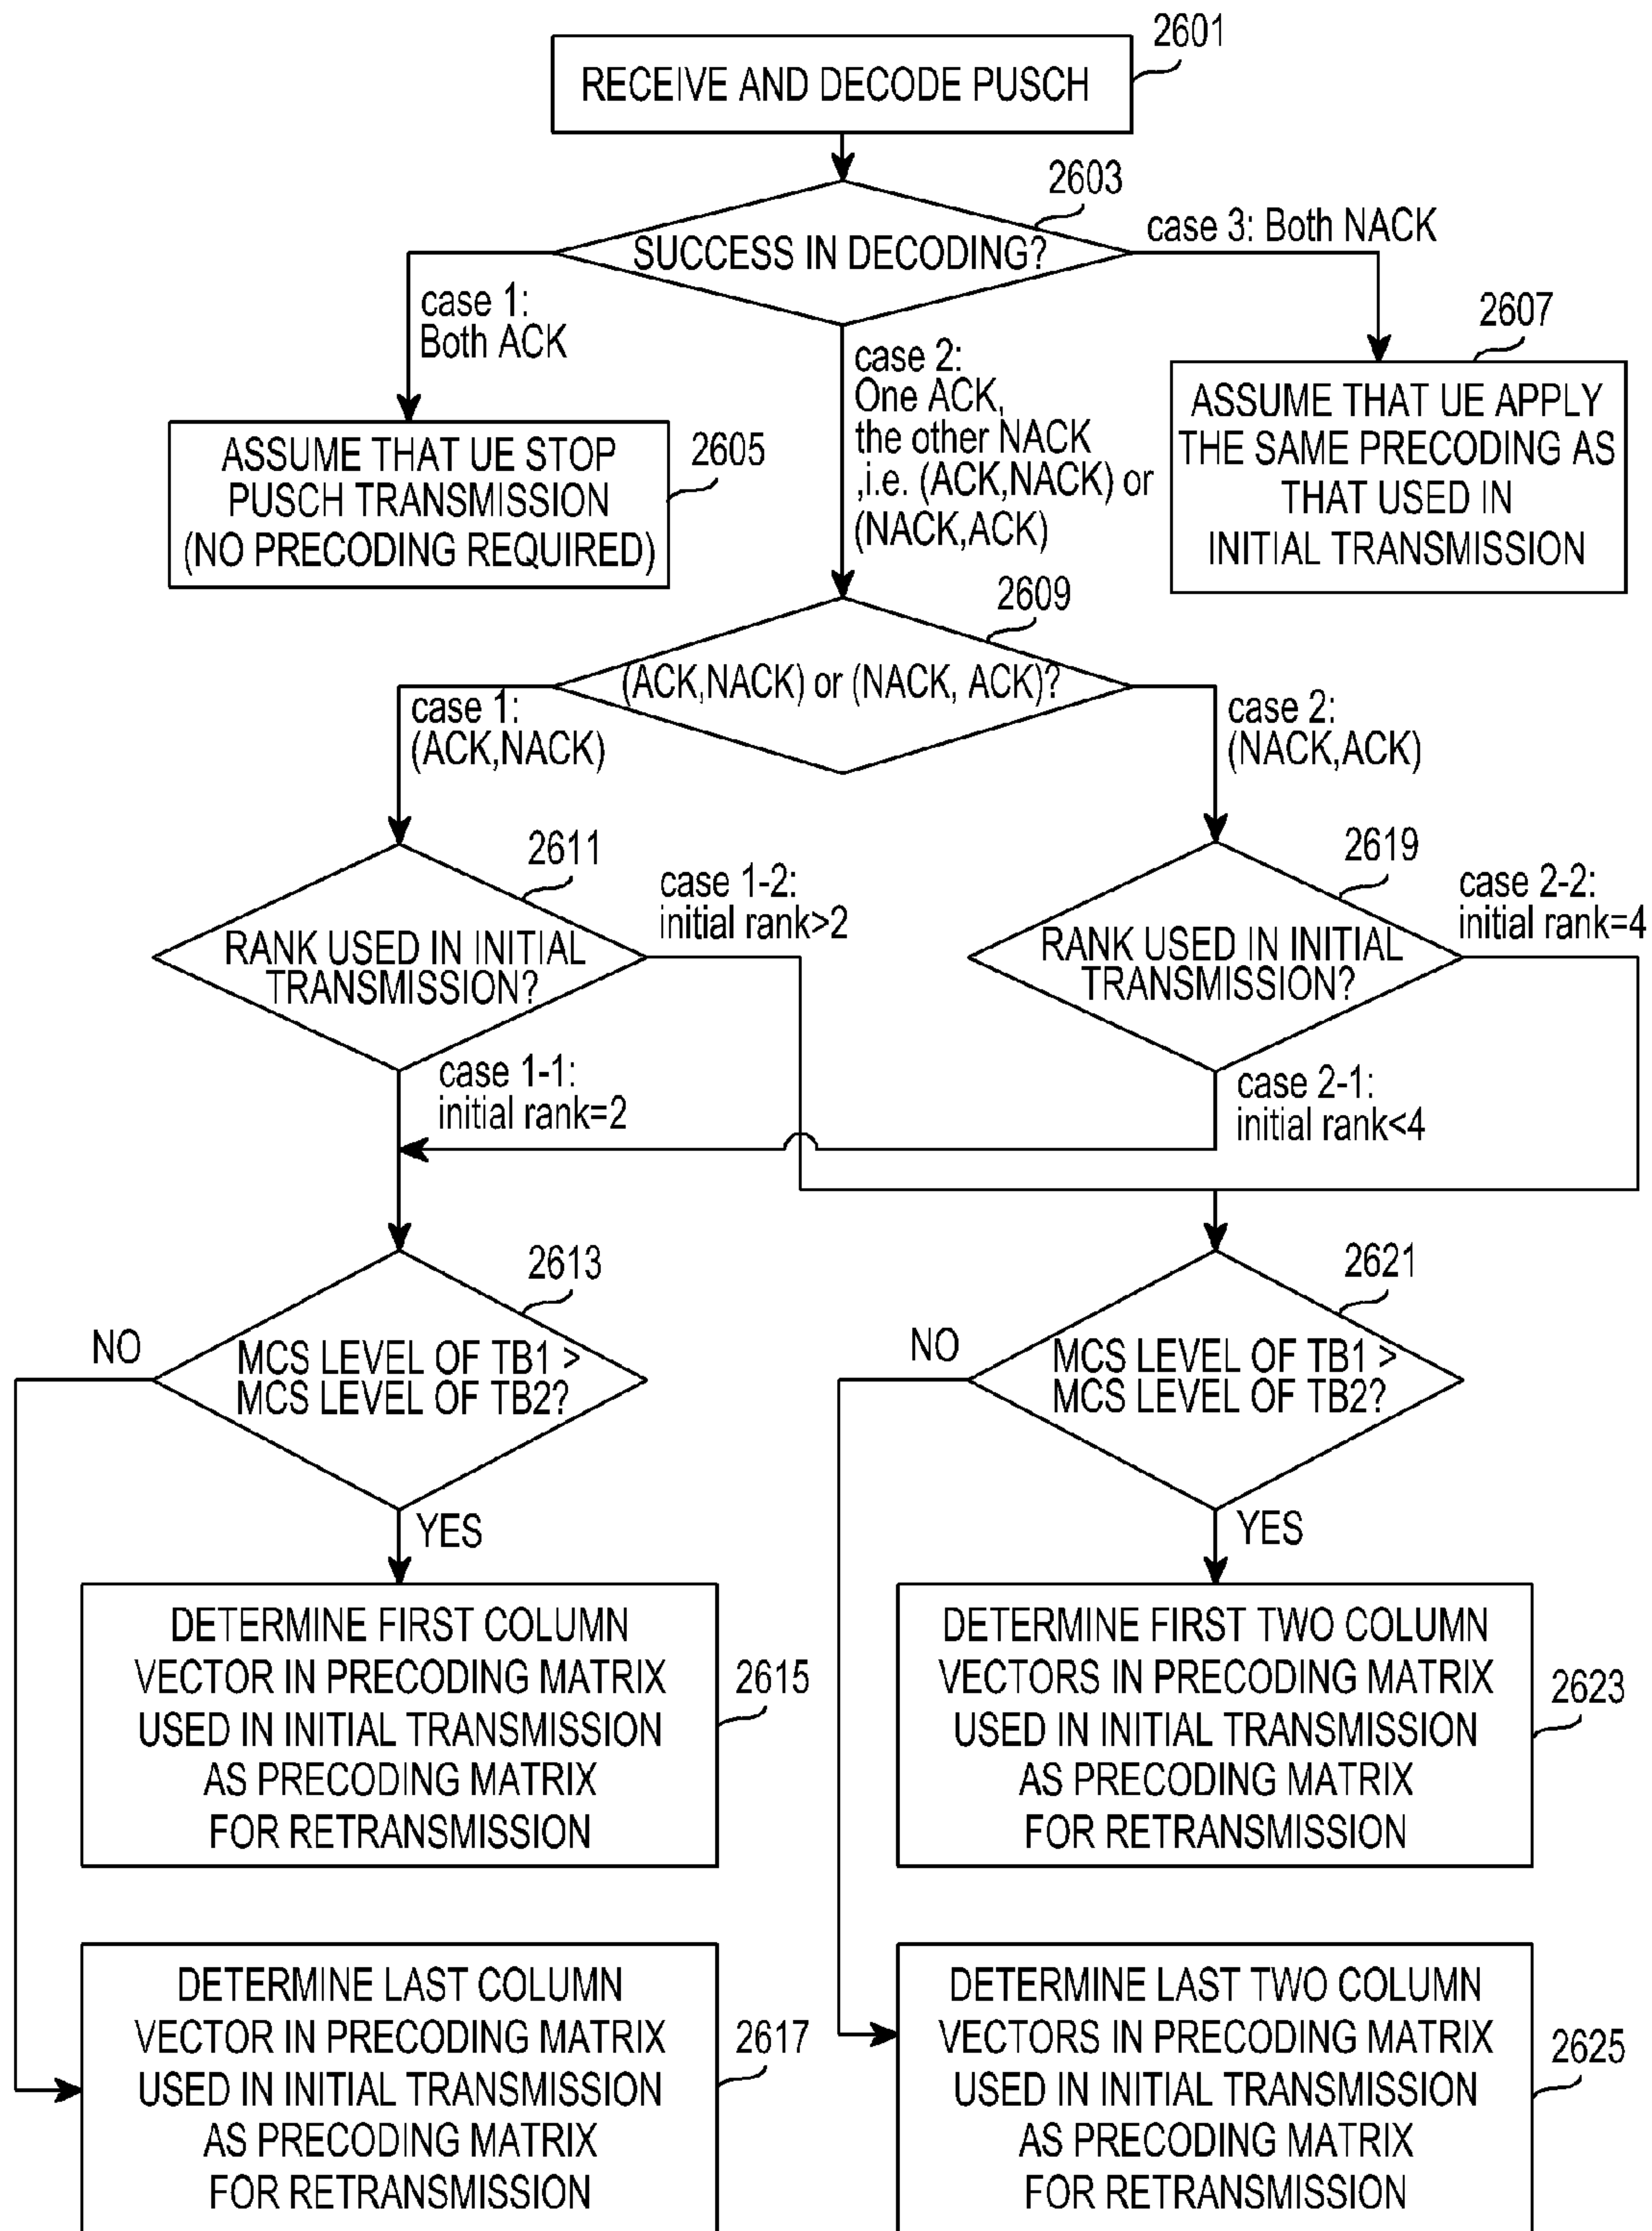 2601
RECEIVE AND DECODE PUSCH
2603
SUCCESS IN DECODING?
case 3: Both NACK
case 1:
Both ACK
case 2:
One ACK,
the other NACK
,i.e. (ACK,NACK) or
(NACK,ACK)
2607
ASSUME THAT UE APPLY
THE SAME PRECODING AS
THAT USED IN
INITIAL TRANSMISSION
2605
ASSUME THAT UE STOP
PUSCH TRANSMISSION
(NO PRECODING REQUIRED)
2609
(ACK,NACK) or (NACK, ACK)?
case 1:
(ACK,NACK)
case 2:
(NACK,ACK)
2611
RANK USED IN INITIAL
TRANSMISSION?
case 1-2:
initial rank>2
2619
RANK USED IN INITIAL
TRANSMISSION?
case 2-2:
initial rank=4
case 1-1:
initial rank=2
case 2-1:
initial rank<4
2613
MCS LEVEL OF TB1 >
MCS LEVEL OF TB2?
NO
YES
2621
MCS LEVEL OF TB1 >
MCS LEVEL OF TB2?
NO
YES
DETERMINE FIRST COLUMN
VECTOR IN PRECODING MATRIX
USED IN INITIAL TRANSMISSION
AS PRECODING MATRIX
FOR RETRANSMISSION
2615
DETERMINE FIRST TWO COLUMN
VECTORS IN PRECODING MATRIX
USED IN INITIAL TRANSMISSION
AS PRECODING MATRIX
FOR RETRANSMISSION
2623
DETERMINE LAST COLUMN
VECTOR IN PRECODING MATRIX
USED IN INITIAL TRANSMISSION
AS PRECODING MATRIX
FOR RETRANSMISSION
2617
DETERMINE LAST TWO COLUMN
VECTORS IN PRECODING MATRIX
USED IN INITIAL TRANSMISSION
AS PRECODING MATRIX
FOR RETRANSMISSION
2625